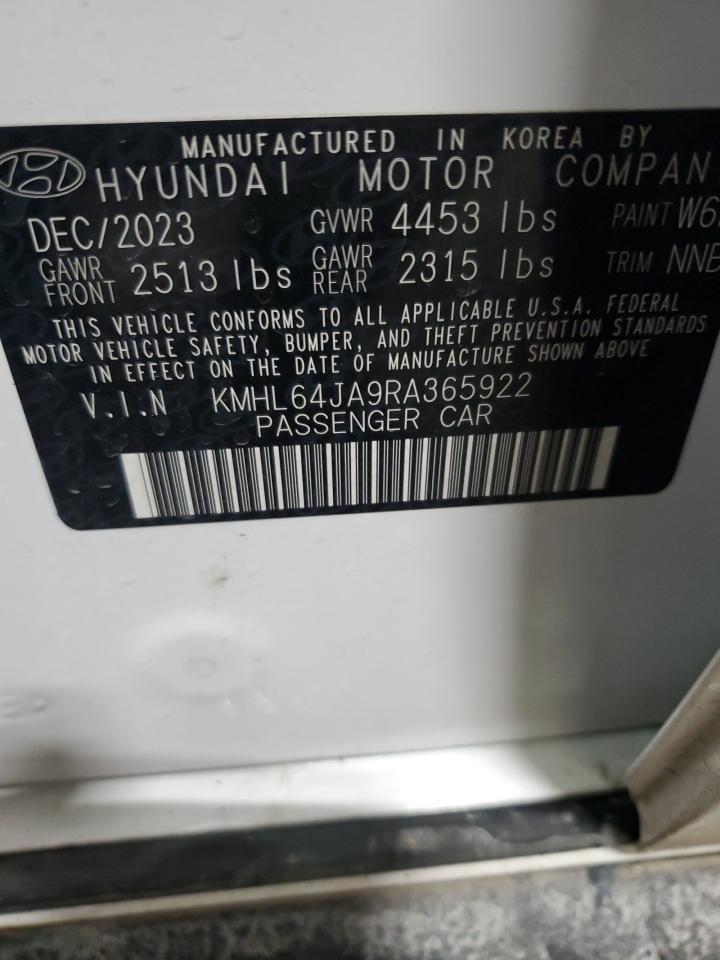 MANUFACTURED IN KOREA BY
HYUNDAI MOTOR COMPAN
DEC/2023 GVWR 4453 lbs PAINT W6
GAWR FRONT 2513 lbs GAWR REAR 2315 lbs TRIM NNB
THIS VEHICLE CONFORMS TO ALL APPLICABLE U.S.A. FEDERAL
MOTOR VEHICLE SAFETY, BUMPER, AND THEFT PREVENTION STANDARDS
IN EFFECT ON THE DATE OF MANUFACTURE SHOWN ABOVE
V.I.N KMHL64JA9RA365922
PASSENGER CAR